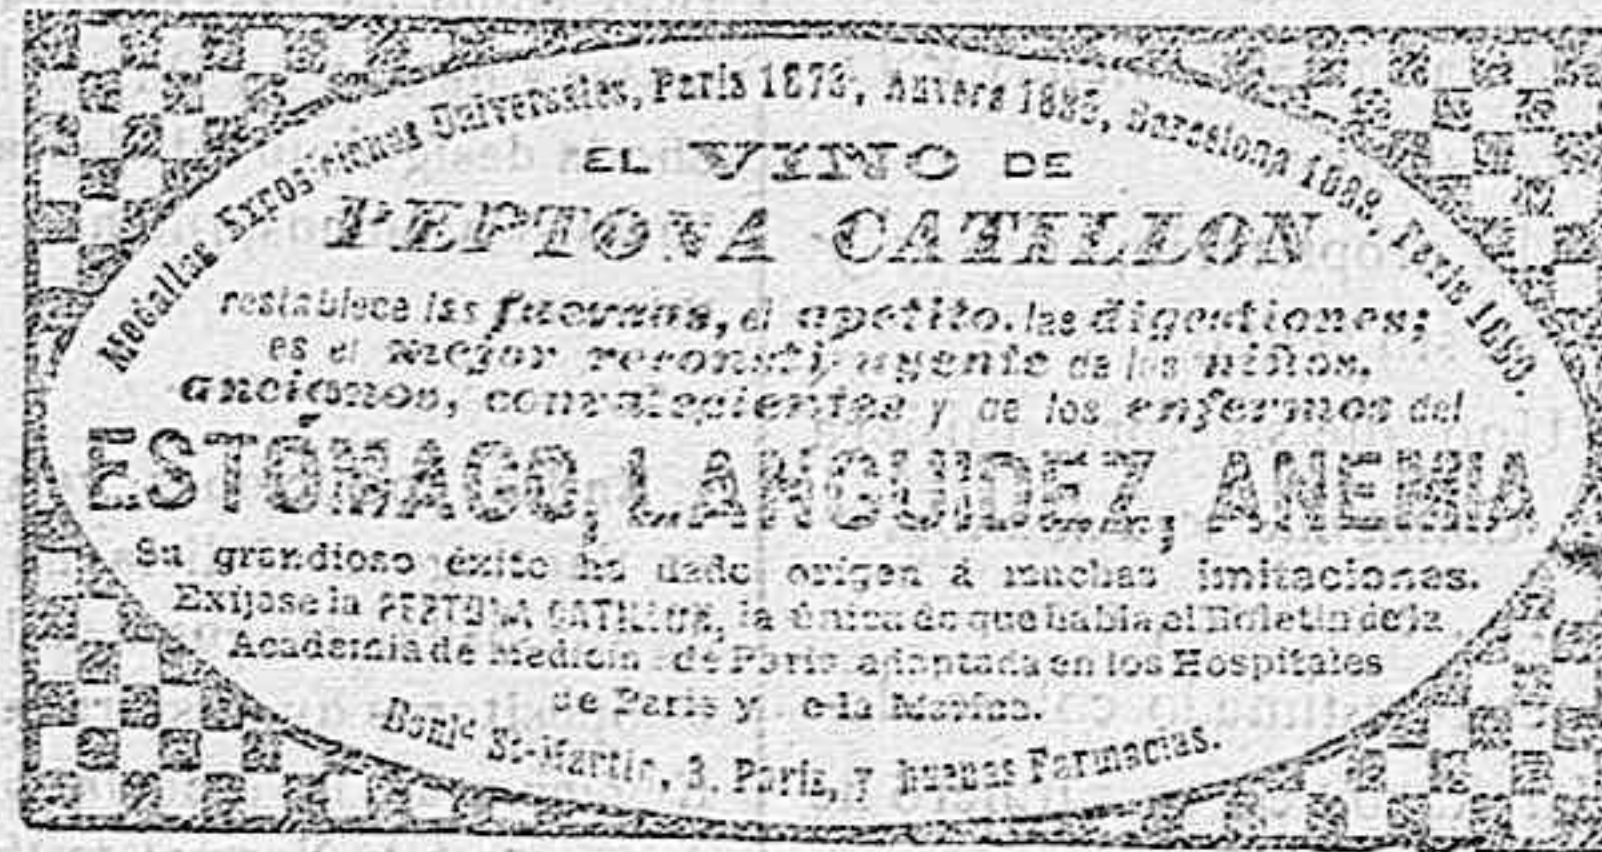 Medallas Exposiciones Universales, Paris 1878, Anvers 1885, Barcelona 1888, Paris 1889.
EL VINO DE
PEPTONA CATILLON
restablece las fuerzas, el apetito, las digestiones;
es el mejor reconstituyente de los niños,
ancianos, convalecientes y de los enfermos del
ESTÓMAGO, LANGUIDEZ, ANEMIA
Su grandioso éxito ha dado origen á muchas imitaciones.
Exíjase la PEPTONA CATILLON, la única de que habla el Boletin de la
Academia de Medicina de Paris adoptada en los Hospitales
de Paris y de la Marina.
Boulᵈ St-Martin, 3. Paris, y buenas Farmacias.